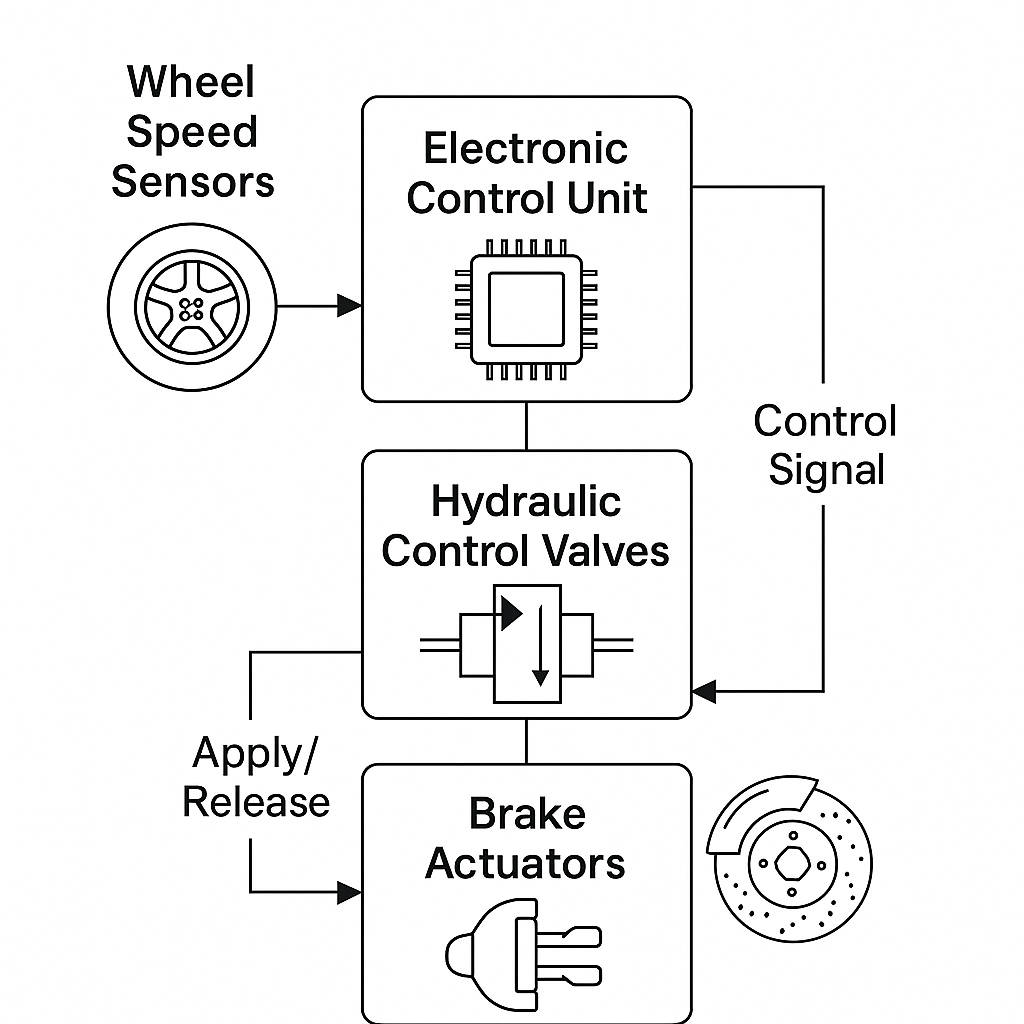 Wheel
Speed
Sensors
Electronic
Control Unit
Control
Signal
Hydraulic
Control Valves
Apply/
Release
Brake
Actuators